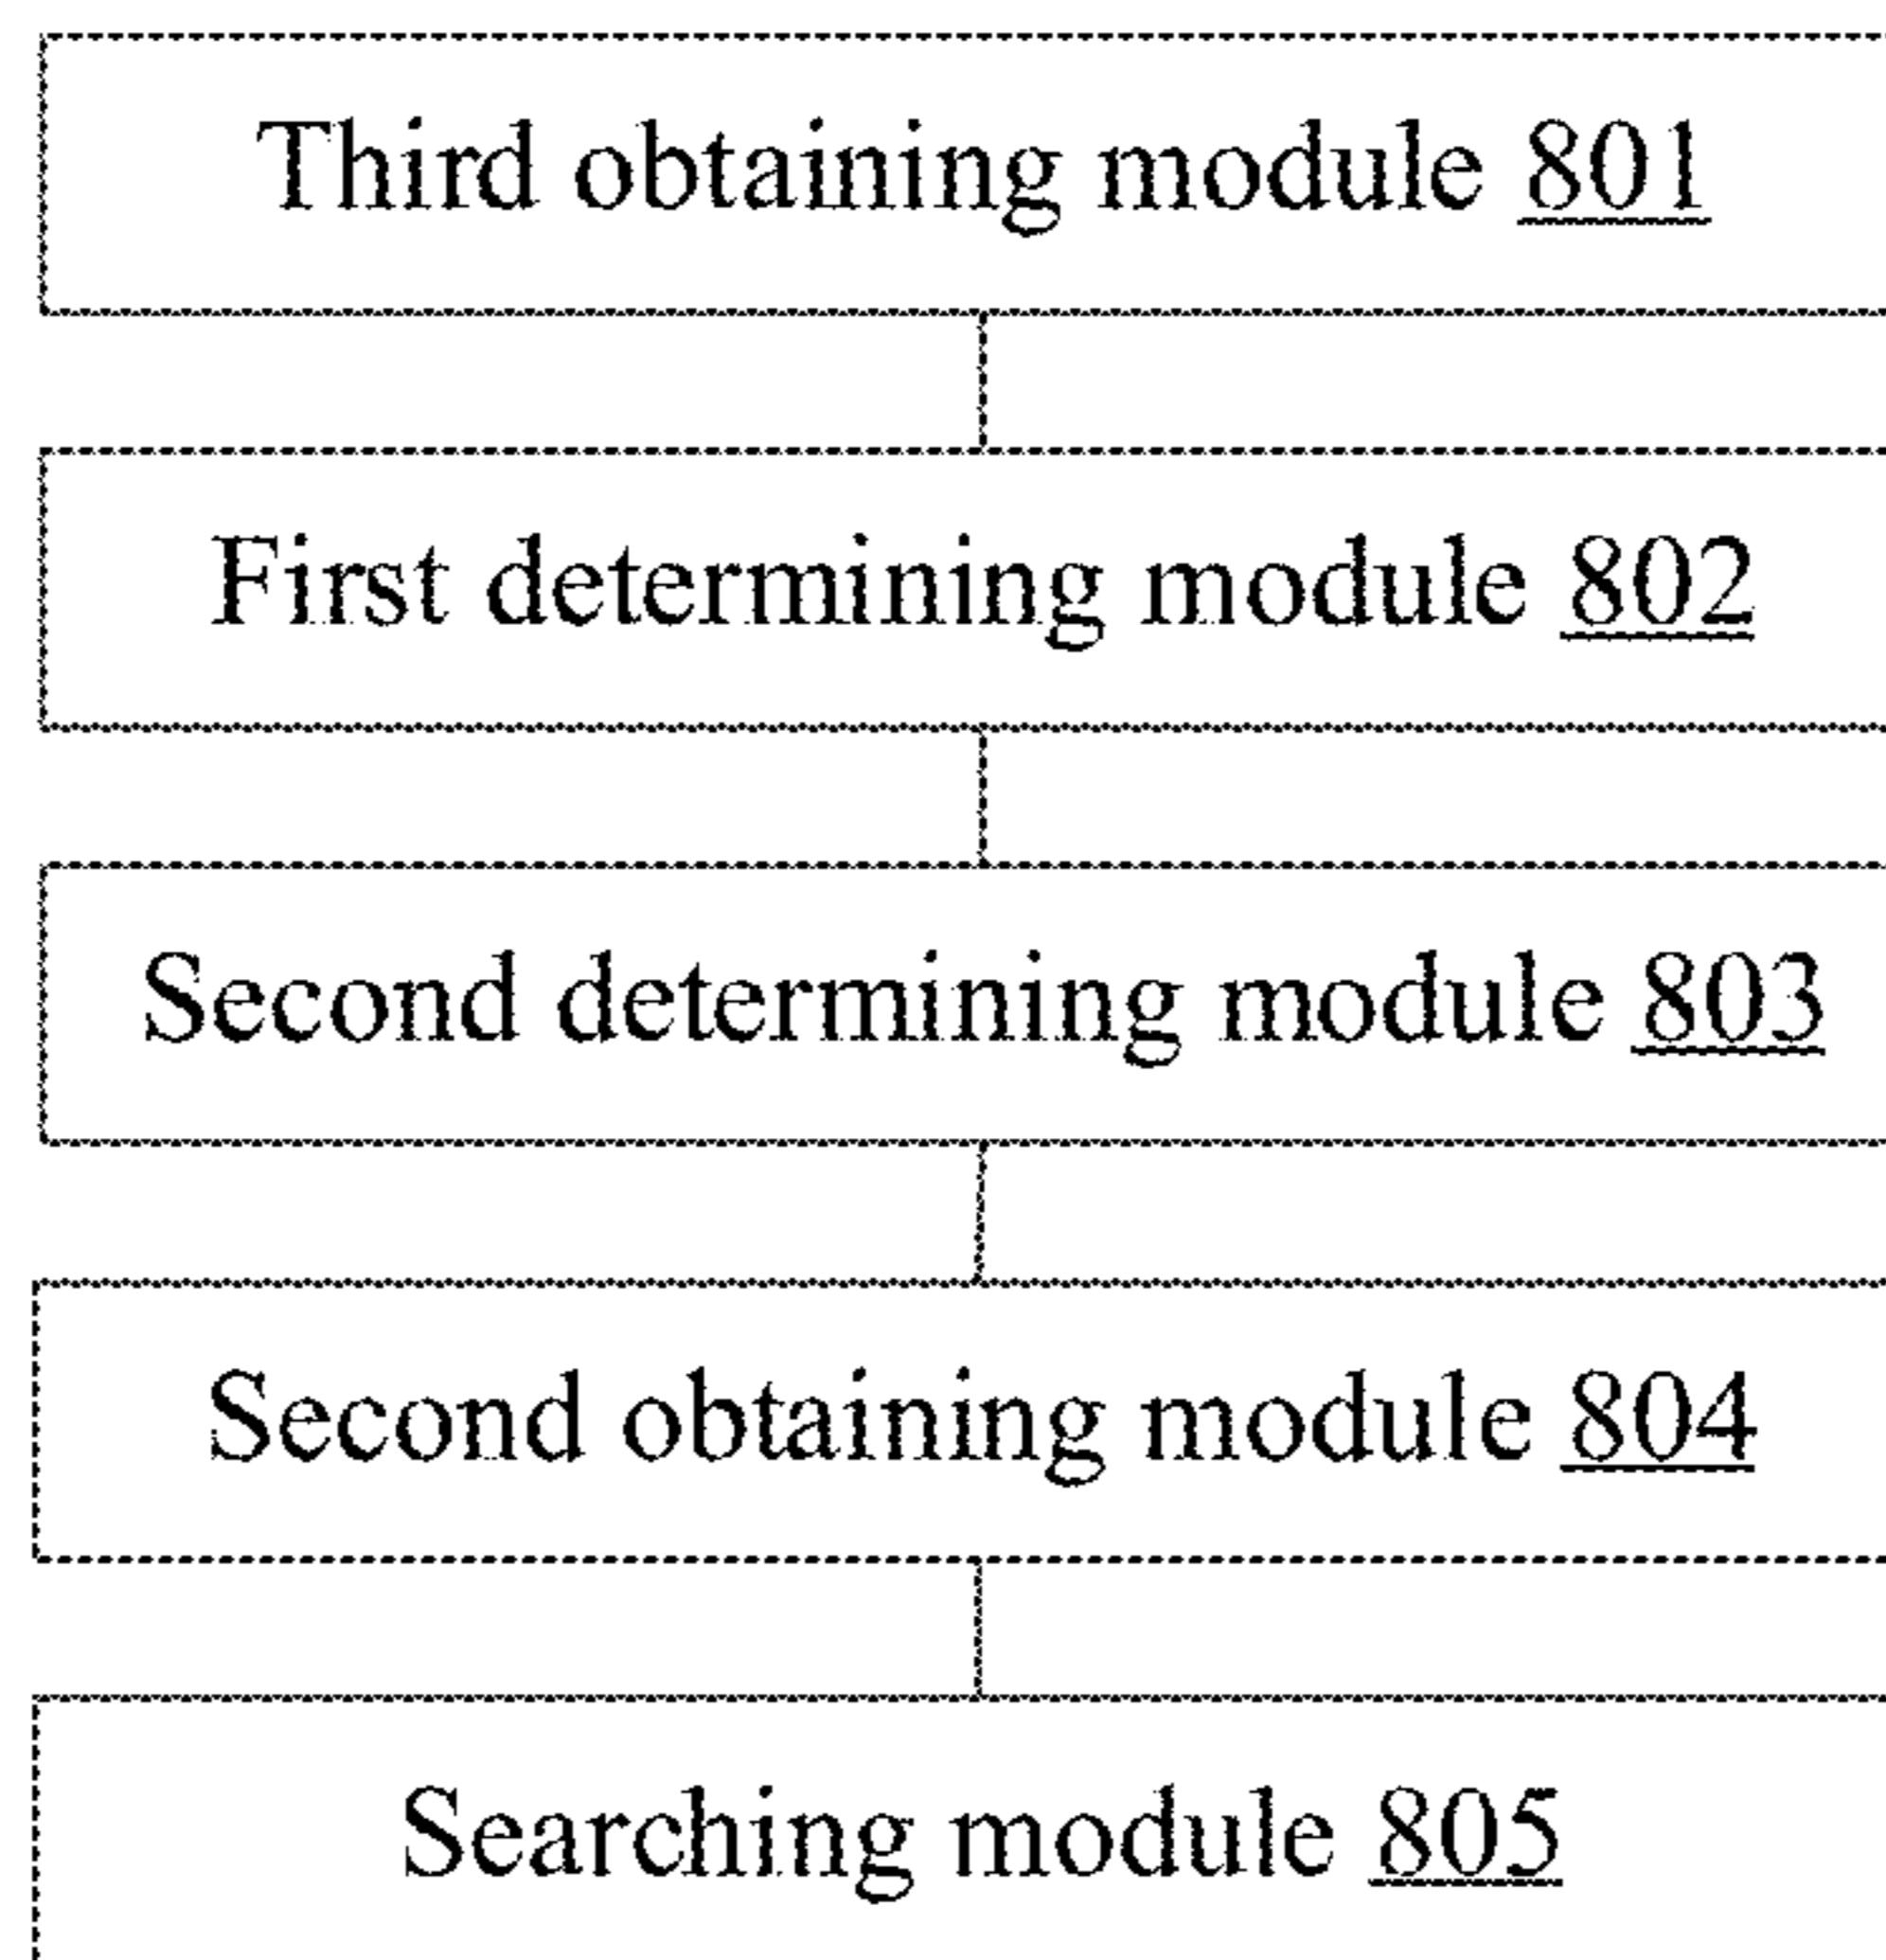 Third obtaining module 801
First determining module 802
Second determining module 803
Second obtaining module 804
Searching module 805